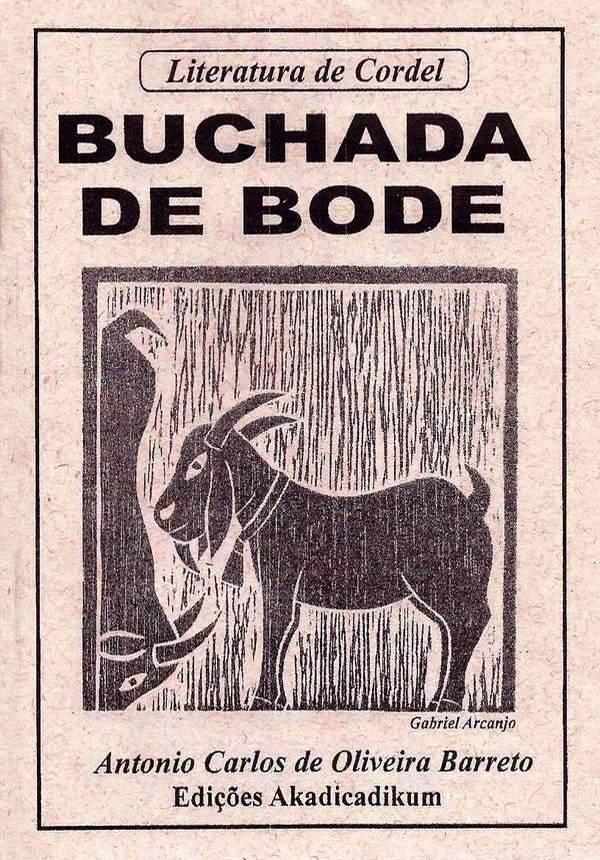 Literatura de Cordel
BUCHADA
DE BODE
Gabriel Arcanjo
Antonio Carlos de Oliveira Barreto
Edições Akadicadikum